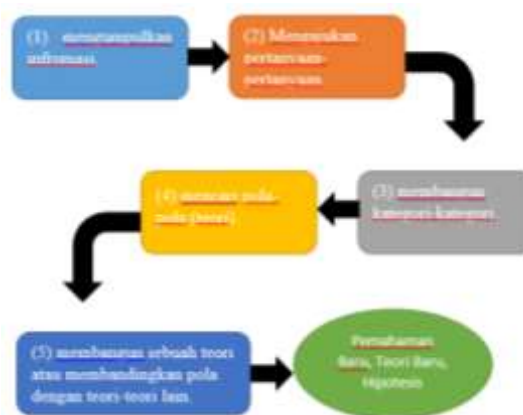 (1) mengumpulkan
informasi.
(2) Menentukan
pertanyaan-
pertanyaan
(3) membangun
kategori-kategori.
(4) mencari pola-
pola (teori)
(5) membangun sebuah teori
atau membandingkan pola
dengan teori-teori lain.
Pemahaman
Baru, Teori Baru,
Hipotesis